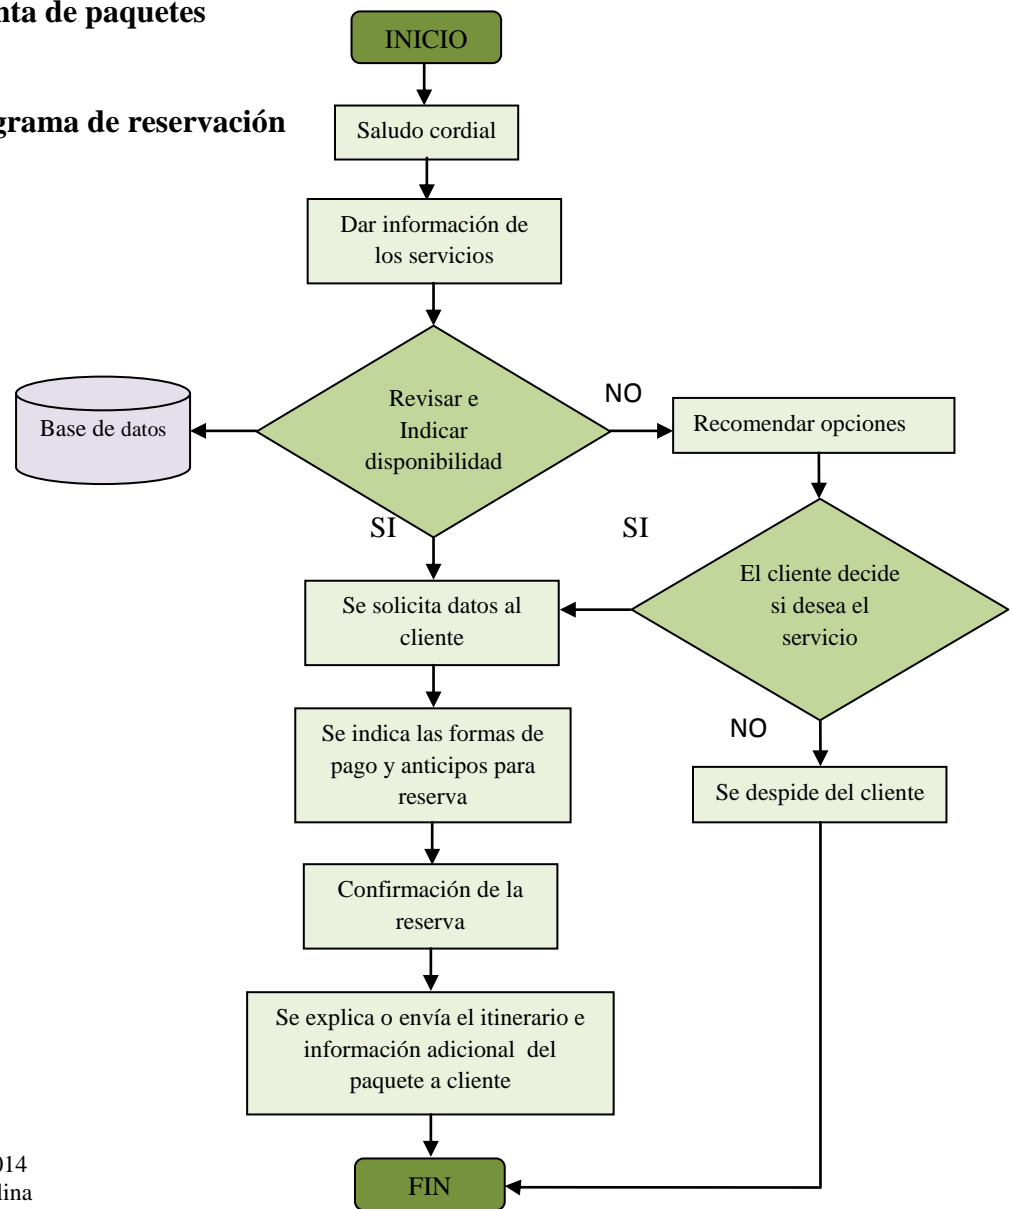 nta de paquetes
INICIO
grama de reservación
Saludo cordial
Dar información de
los servicios
Revisar e
Indicar
disponibilidad
Base de datos
NO
Recomendar opciones
SI
SI
El cliente decide
si desea el
servicio
Se solicita datos al
cliente
NO
Se indica las formas de
pago y anticipos para
reserva
Se despide del cliente
Confirmación de la
reserva
Se explica o envía el itinerario e
información adicional del
paquete a cliente
014
lina
FIN